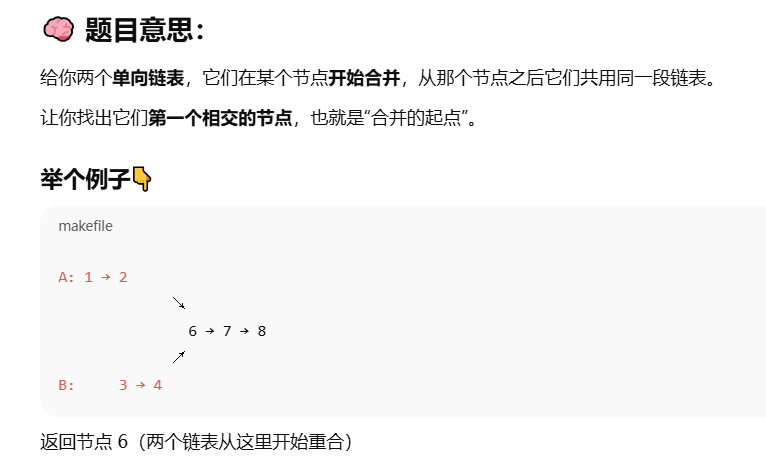 🧠 题目意思：
给你两个单向链表，它们在某个节点开始合并，从那个节点之后它们共用同一段链表。
让你找出它们第一个相交的节点，也就是“合并的起点”。
举个例子👇
makefile
A: 1 → 2
↘
6 → 7 → 8
↗
B: 3 → 4
返回节点 6（两个链表从这里开始重合）